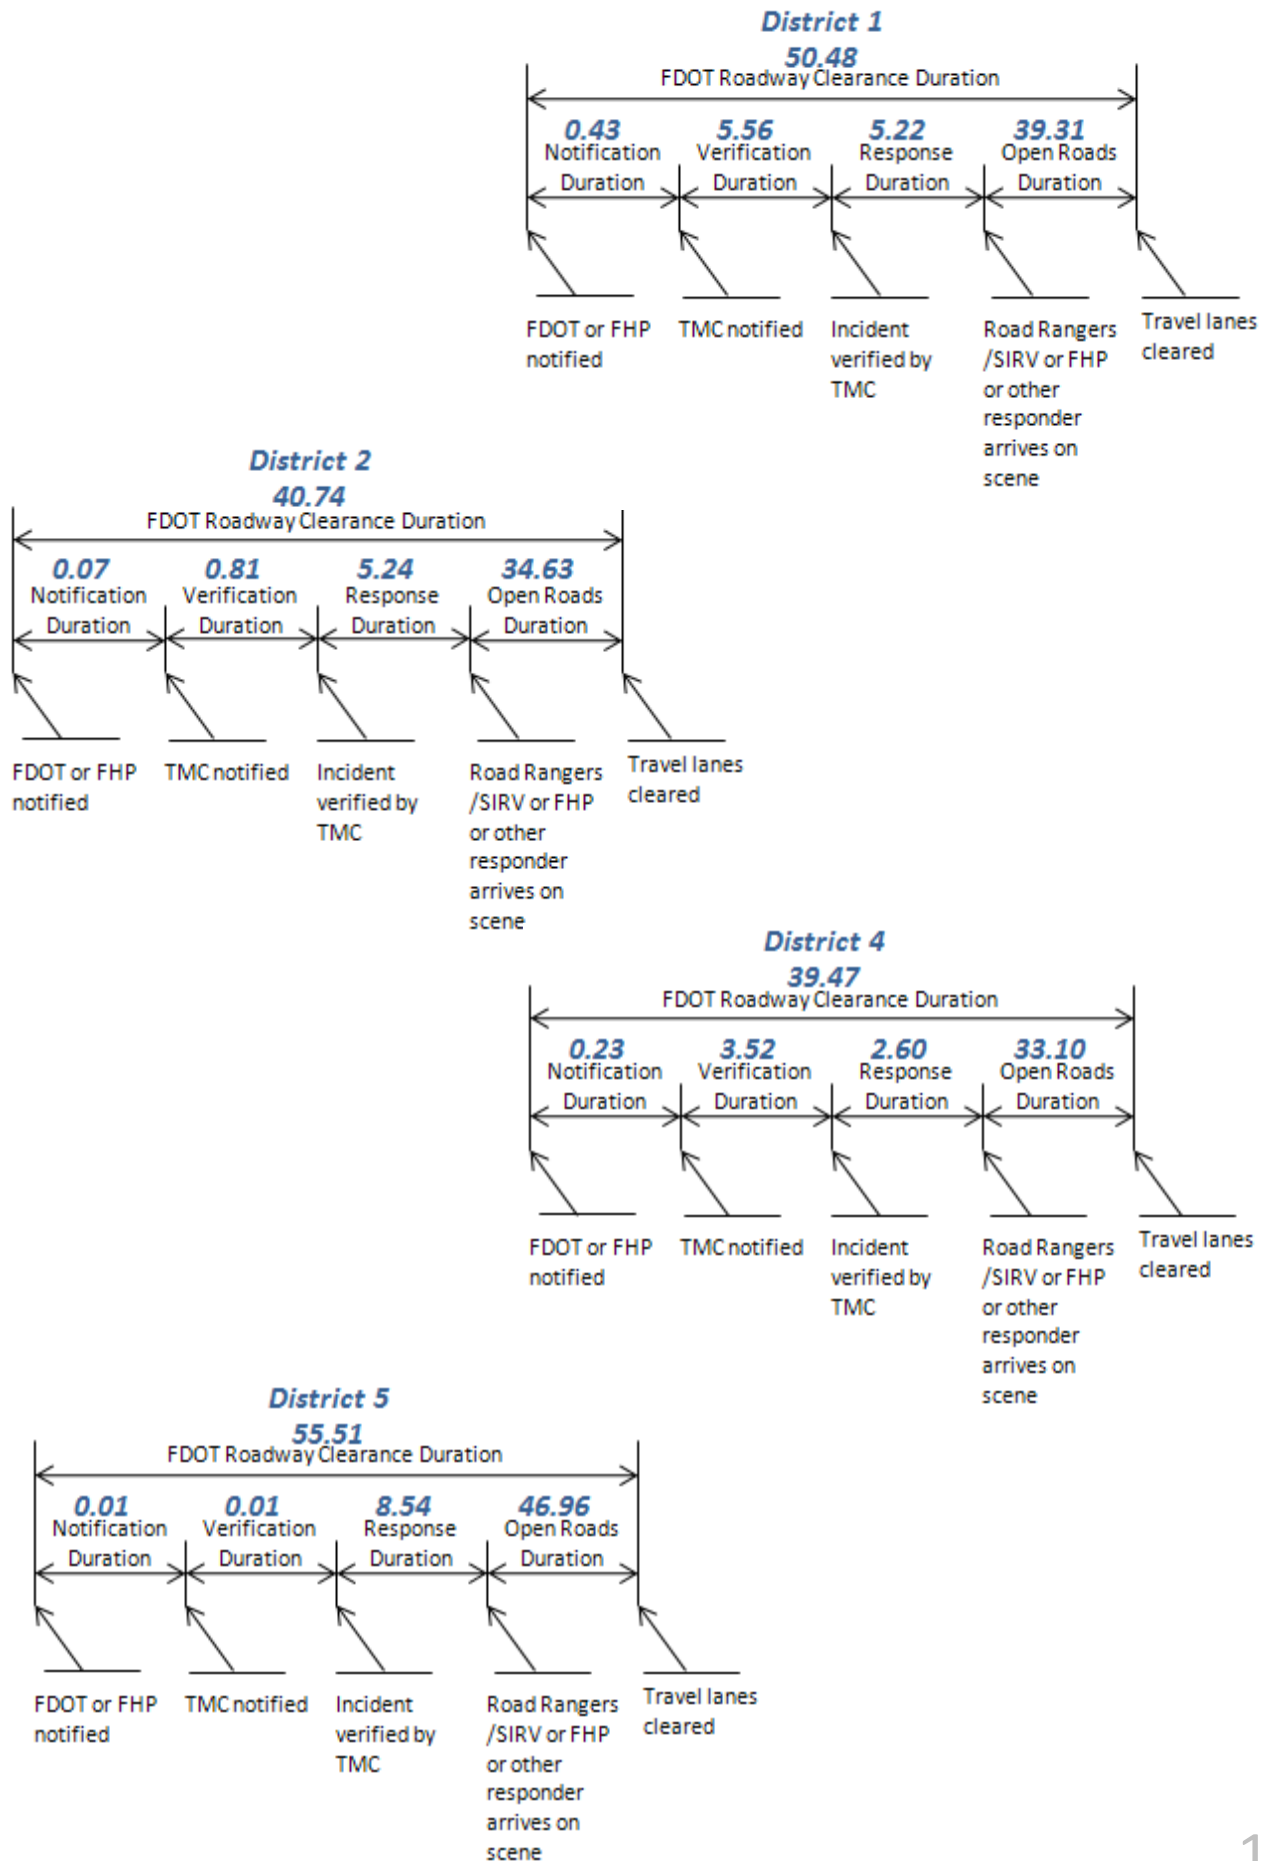 District 1
50.48
FDOT Roadway Clearance Duration
0.43 5.56 5.22 39.31
Notification Verification Response Open Roads
Duration Duration Duration Duration
FDOT or FHP TMC notified Incident Road Rangers Travel lanes
notified verified by /SIRV or FHP cleared
TMC or other
responder
arrives on
scene
District 2
40.74
FDOT Roadway Clearance Duration
0.07 0.81 5.24 34.63
Notification Verification Response Open Roads
Duration Duration Duration Duration
FDOT or FHP TMC notified Incident Road Rangers Travel lanes
notified verified by /SIRV or FHP cleared
TMC or other
responder
arrives on
scene
District 4
39.47
FDOT Roadway Clearance Duration
0.23 3.52 2.60 33.10
Notification Verification Response Open Roads
Duration Duration Duration Duration
FDOT or FHP TMC notified Incident Road Rangers Travel lanes
notified verified by /SIRV or FHP cleared
TMC or other
responder
arrives on
scene
District 5
55.51
FDOT Roadway Clearance Duration
0.01 0.01 8.54 46.96
Notification Verification Response Open Roads
Duration Duration Duration Duration
FDOT or FHP TMC notified Incident Road Rangers Travel lanes
notified verified by /SIRV or FHP cleared
TMC or other
responder
arrives on
scene
1